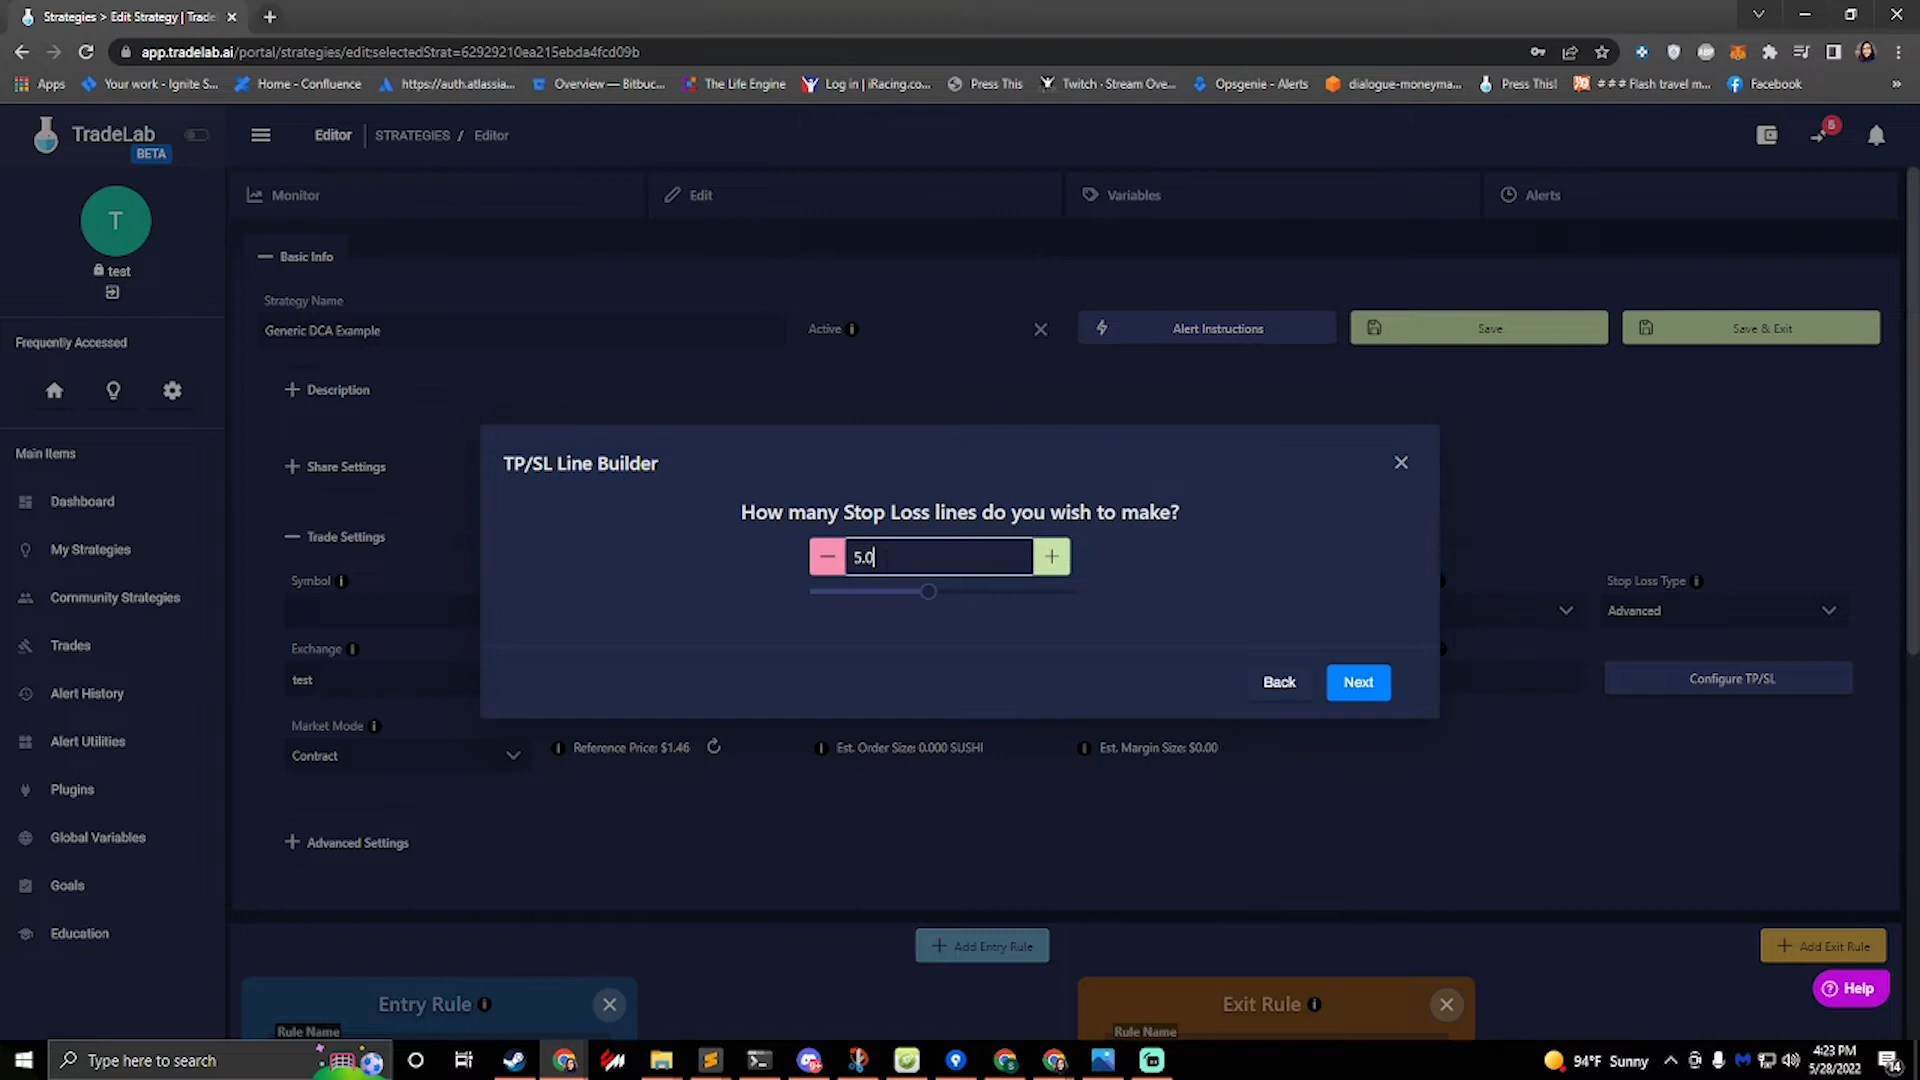 Strategies > Edit Strategy | Trade
app.tradelab.ai/portal/strategies/edit:selectedStrat=62929210ea215ebda4fcd09b
Apps
Your work - Ignite S...
Home - Confluence
https://auth.atlassia...
Overview — Bitbuc...
The Life Engine
Log in | iRacing.co...
Press This
Twitch - Stream Ove...
Opsgenie - Alerts
dialogue-moneyma...
Press This!
###Flash travel m...
Facebook
TradeLab
BETA
Editor
STRATEGIES / Editor
5
Monitor
Edit
Variables
Alerts
T
test
Basic Info
Strategy Name
Generic DCA Example
Active
Alert Instructions
Save
Save & Exit
Frequently Accessed
Description
Share Settings
Main Items
Dashboard
My Strategies
Community Strategies
Trades
Alert History
Alert Utilities
Plugins
Global Variables
Goals
Education
TP/SL Line Builder
How many Stop Loss lines do you wish to make?
5.0
Back
Next
Trade Settings
Symbol
Stop Loss Type
Advanced
Exchange
test
Configure TP/SL
Market Mode
Contract
Reference Price: $1.46
Est. Order Size: 0.000 SUSHI
Est. Margin Size: $0.00
Advanced Settings
Add Entry Rule
Add Exit Rule
Entry Rule
Rule Name
Exit Rule
Rule Name
Help
Type here to search
94°F Sunny
4:23 PM
5/28/2022
14